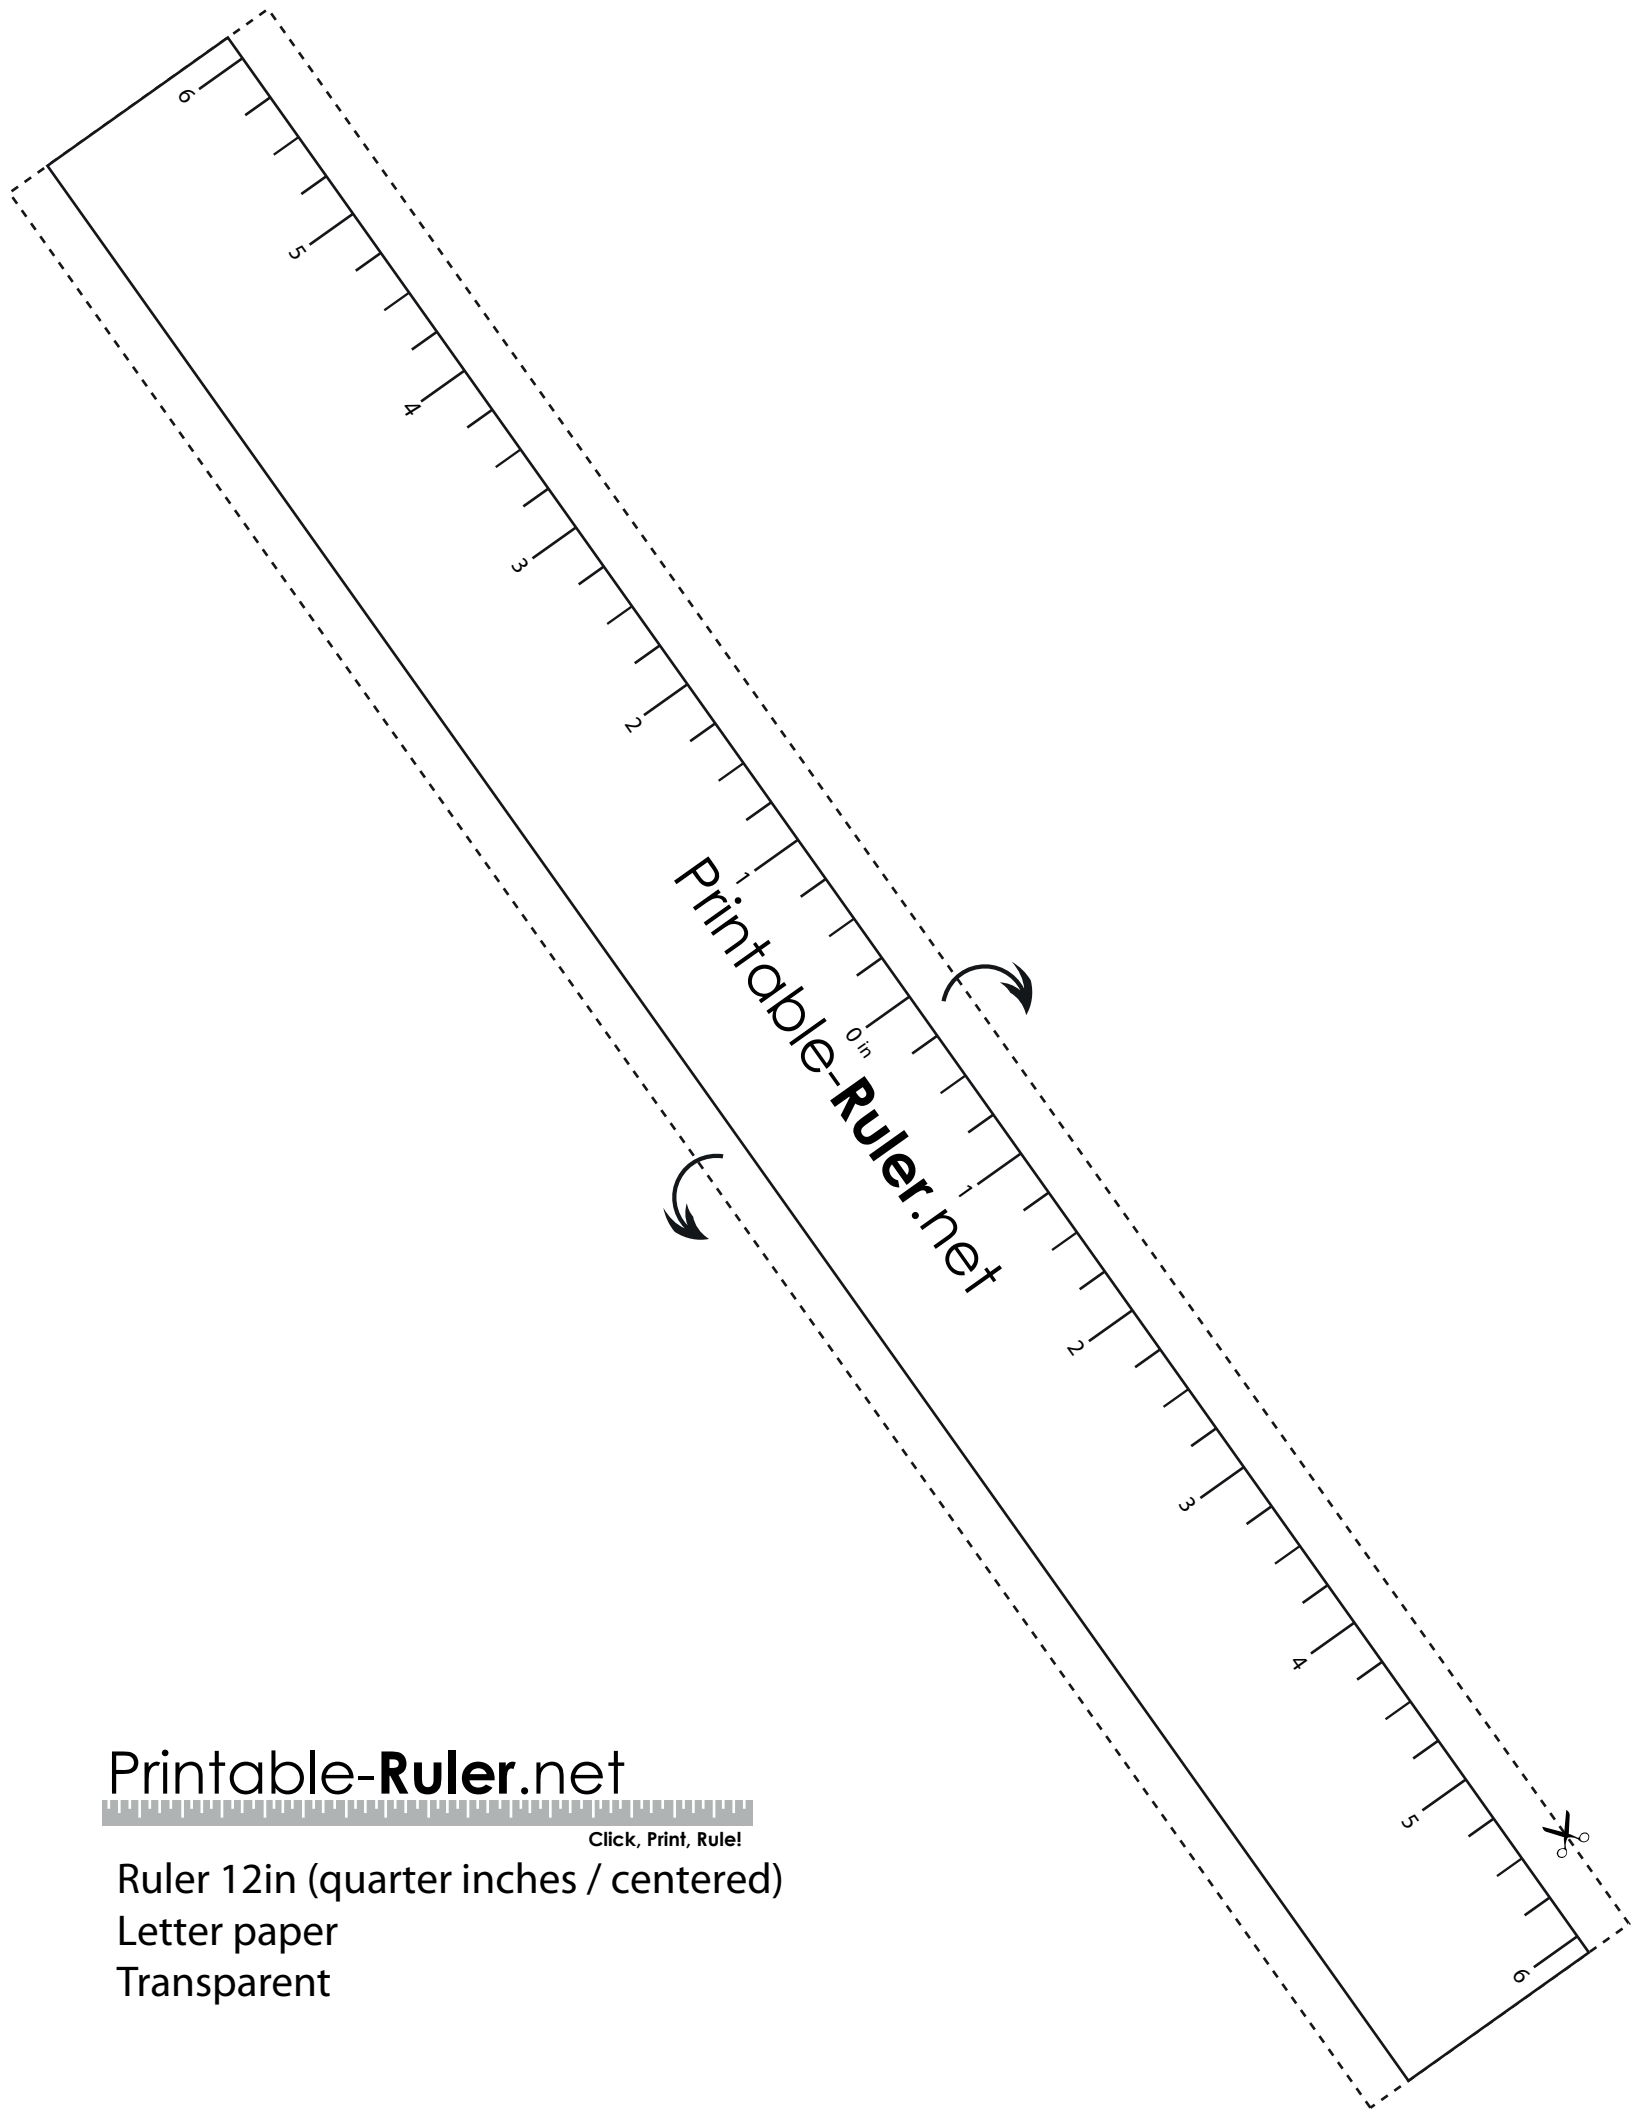 6
5
4
3
2
1
0 in
1
2
3
4
5
6
Printable-Ruler.net
Printable-Ruler.net
Click, Print, Rule!
Ruler 12in (quarter inches / centered)
Letter paper
Transparent